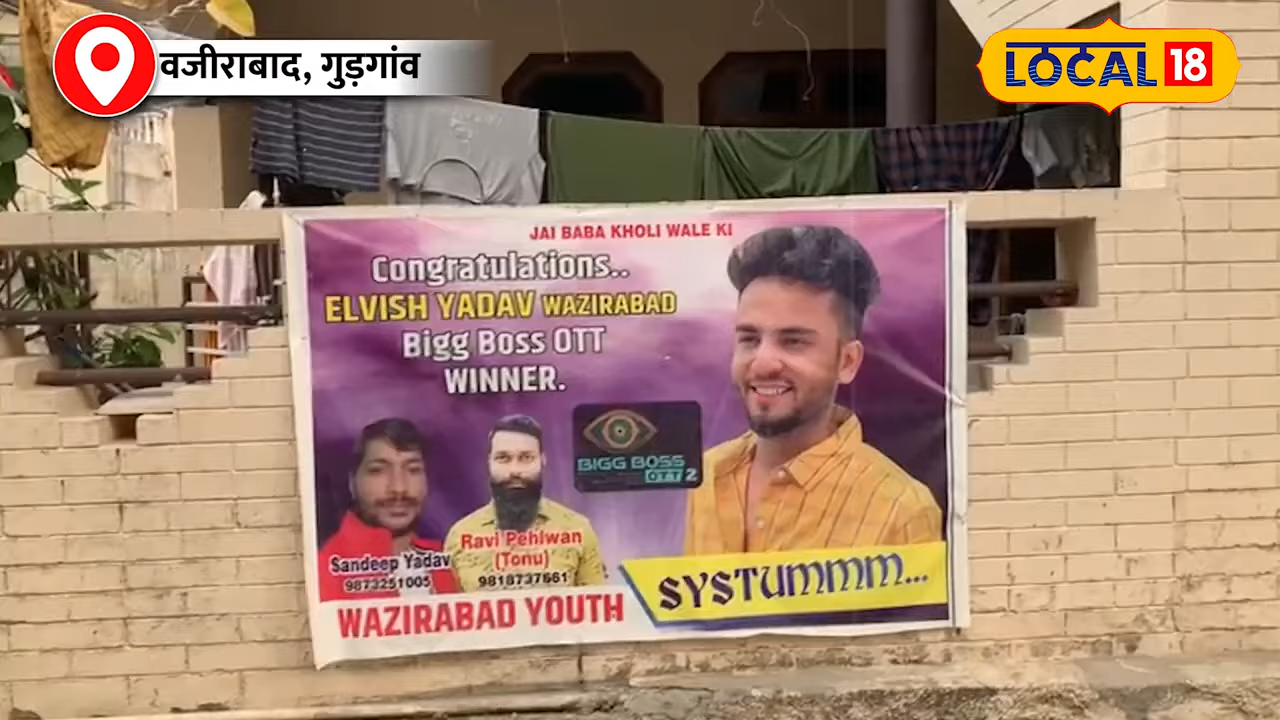 वजीराबाद, गुड़गांव
LOCAL 18
JAI BABA KHOLI WALE KI
Congratulations..
ELVISH YADAV WAZIRABAD
Bigg Boss OTT
WINNER.
BIGG BOSS
OTT 2
Sandeep Yadav
9873251005
Ravi Pehlwan
(Tonu)
9818737661
WAZIRABAD YOUTH
SYSTUMMM...